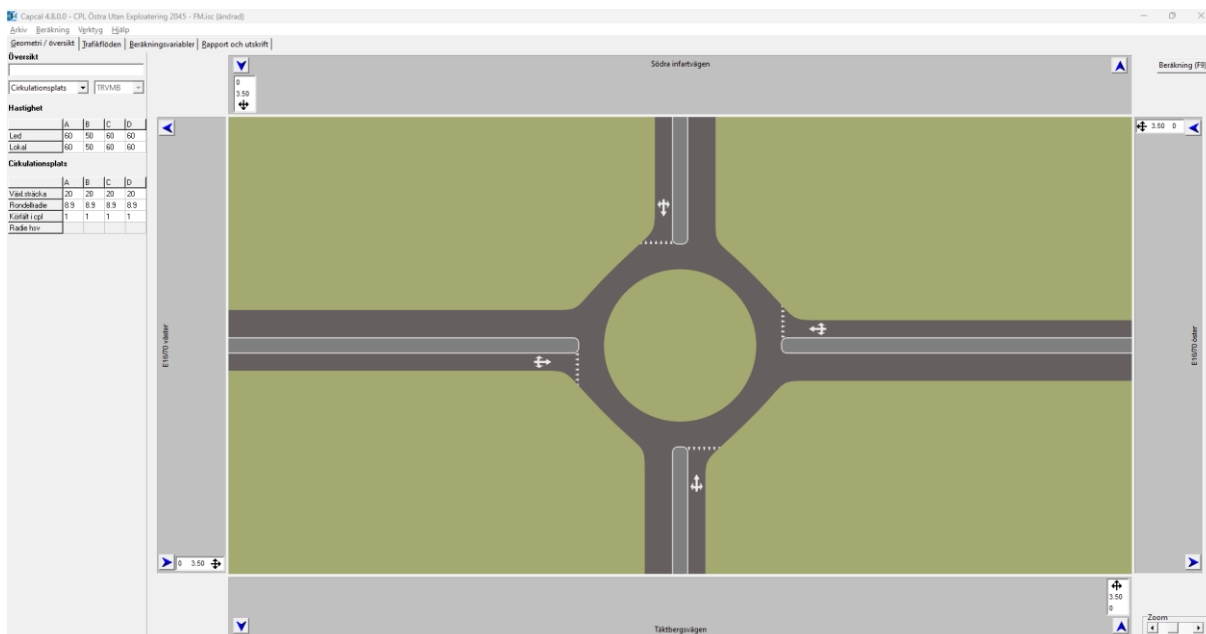 Capcal 4.8.0.0 - CPL Östra Utan Exploatering 2045 - FM.isc (ändrad)
Arkiv Beräkning Verktyg Hjälp
Geometri / översikt Trafikflöden Beräkningsvariabler Rapport och utskrift
Översikt
Cirkulationsplats TRVMB
Hastighet
A B C D
Led 60 50 60 60
Lokal 60 50 60 60
Cirkulationsplats
A B C D
Växl.sträcka 20 20 20 20
Rondellradie 8.9 8.9 8.9 8.9
Körfält i cpl 1 1 1 1
Radie hsv
0
3.50
Södra infartvägen
Beräkning (F9)
3.50 0
E16/70 väster
E16/70 öster
0 3.50
3.50
0
Täktbergsvägen
Zoom